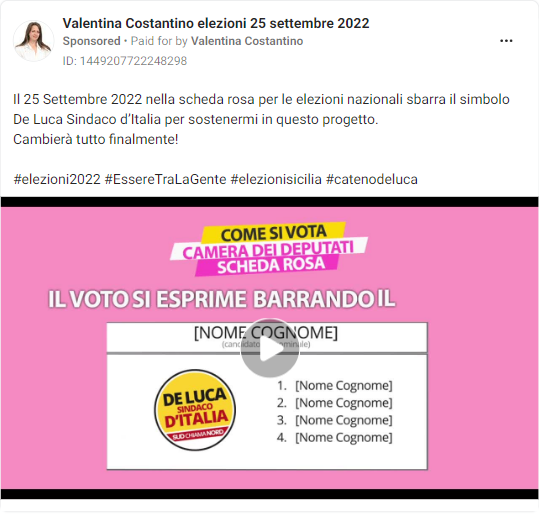 Valentina Costantino elezioni 25 settembre 2022
Sponsored • Paid for by Valentina Costantino
ID: 1449207722248298
Il 25 Settembre 2022 nella scheda rosa per le elezioni nazionali sbarra il simbolo
De Luca Sindaco d'Italia per sostenermi in questo progetto.
Cambierà tutto finalmente!
#elezioni2022 #EssereTraLaGente #elezionisicilia #catenodeluca
COME SI VOTA
CAMERA DEI DEPUTATI
SCHEDA ROSA
IL VOTO SI ESPRIME BARRANDO IL
[NOME COGNOME]
DE LUCA
SINDACO
D'ITALIA
SUD CHIAMA NORD
1. [Nome Cognome]
2. [Nome Cognome]
3. [Nome Cognome]
4. [Nome Cognome]